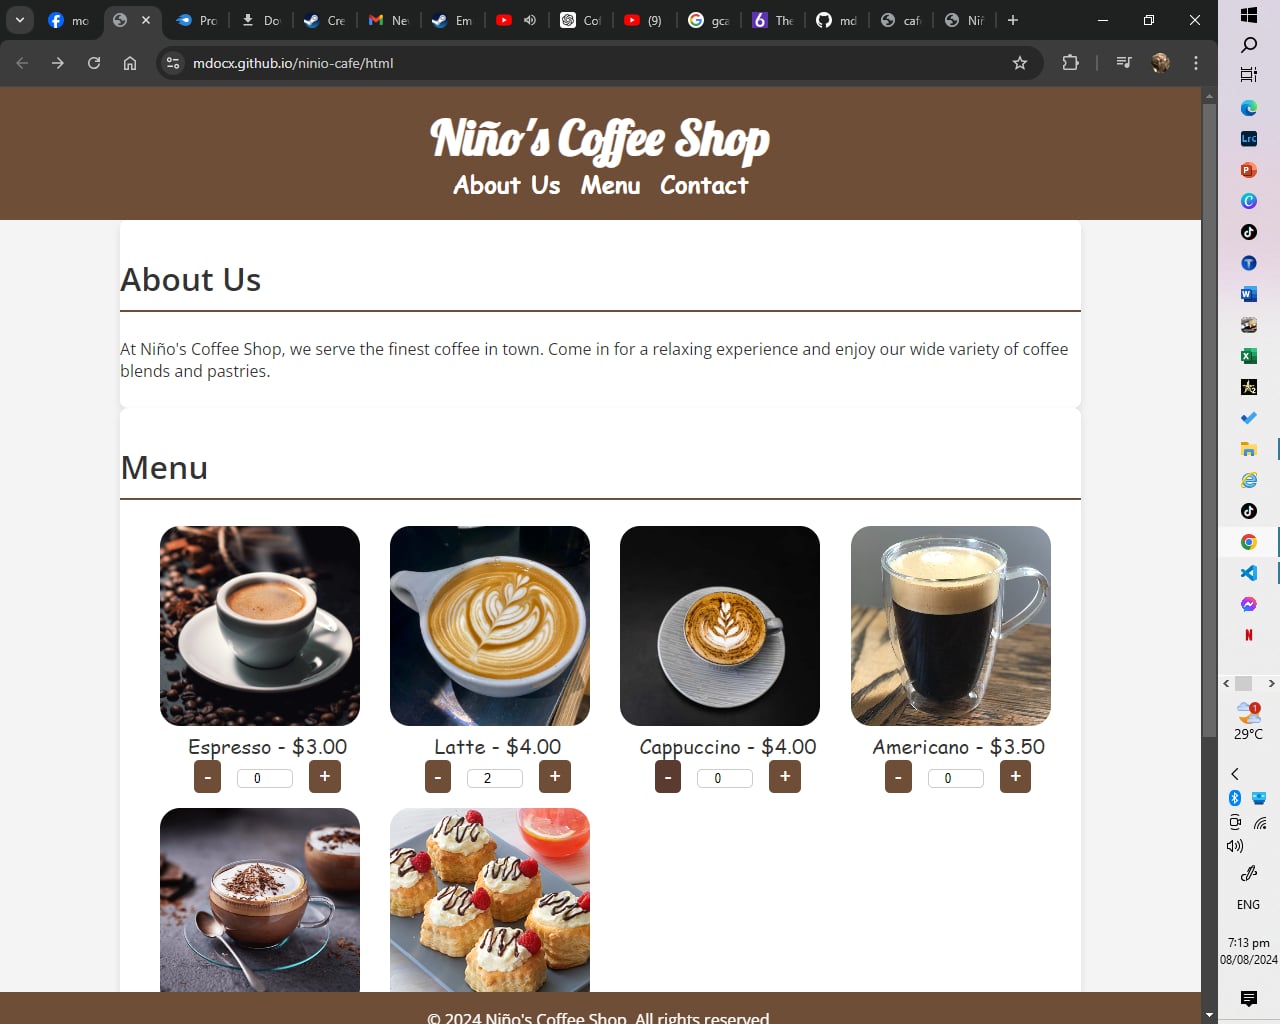 mo
Pro
Do
Cre
Ne
Em
Co
(9)
gca
The
md
caf
Niñ
mdocx.github.io/ninio-cafe/html
Niño's Coffee Shop
About Us Menu Contact
About Us
At Niño's Coffee Shop, we serve the finest coffee in town. Come in for a relaxing experience and enjoy our wide variety of coffee
blends and pastries.
Menu
Espresso - $3.00
Latte - $4.00
Cappuccino - $4.00
Americano - $3.50
- 0 +
- 2 +
- 0 +
- 0 +
© 2024 Niño's Coffee Shop. All rights reserved.
Lrc
1
29°C
ENG
7:13 pm
08/08/2024